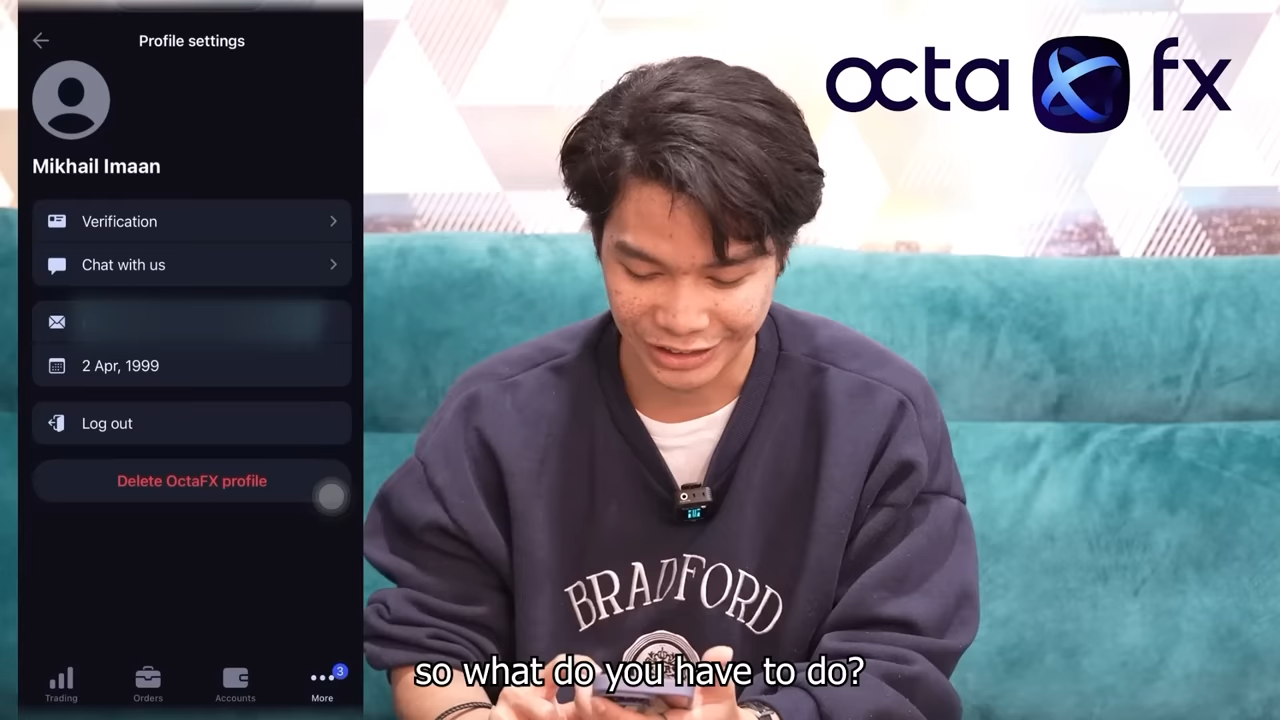 Profile settings
Mikhail Imaan
Verification
Chat with us
2 Apr, 1999
Log out
Delete OctaFX profile
Trading
Orders
Accounts
More
3
octa fx
BRADFORD
so what do you have to do?